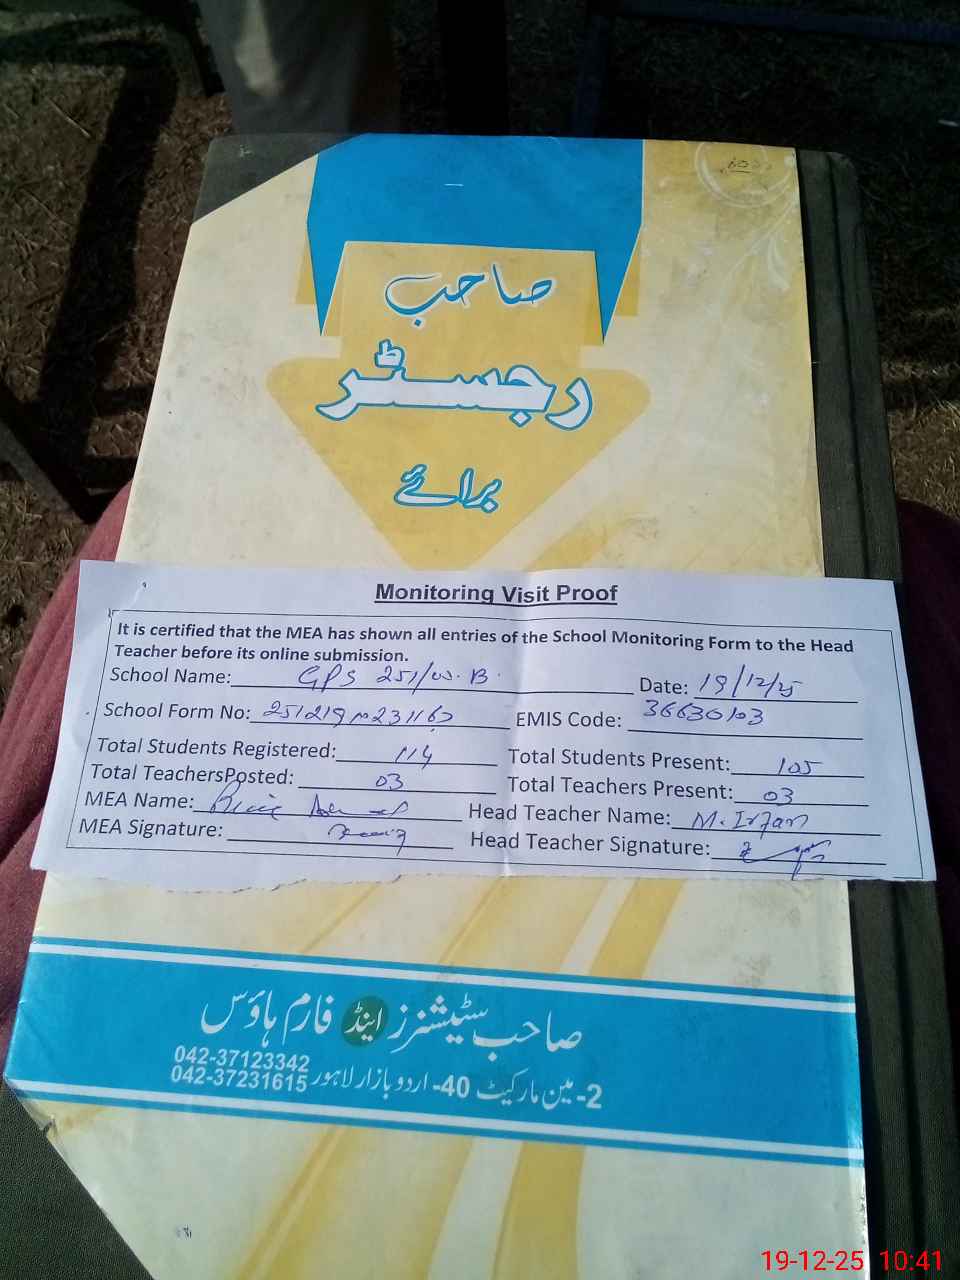 صاحب
رجسٹر
برائے
Monitoring Visit Proof
It is certified that the MEA has shown all entries of the School Monitoring Form to the Head
Teacher before its online submission.
School Name: GPS 251/ B. Date: 19/12/25
School Form No: EMIS Code: 36630103
Total Students Registered: 114 Total Students Present: 105
Total TeachersPosted: 03 Total Teachers Present: 03
MEA Name: Head Teacher Name: M. Irfan
MEA Signature: Head Teacher Signature:
صاحب سٹیشنرز اینڈ فارم ہاؤس
2-مین مارکیٹ 40- اردو بازار لاہور 042-37123342
042-37231615
19-12-25 10:41